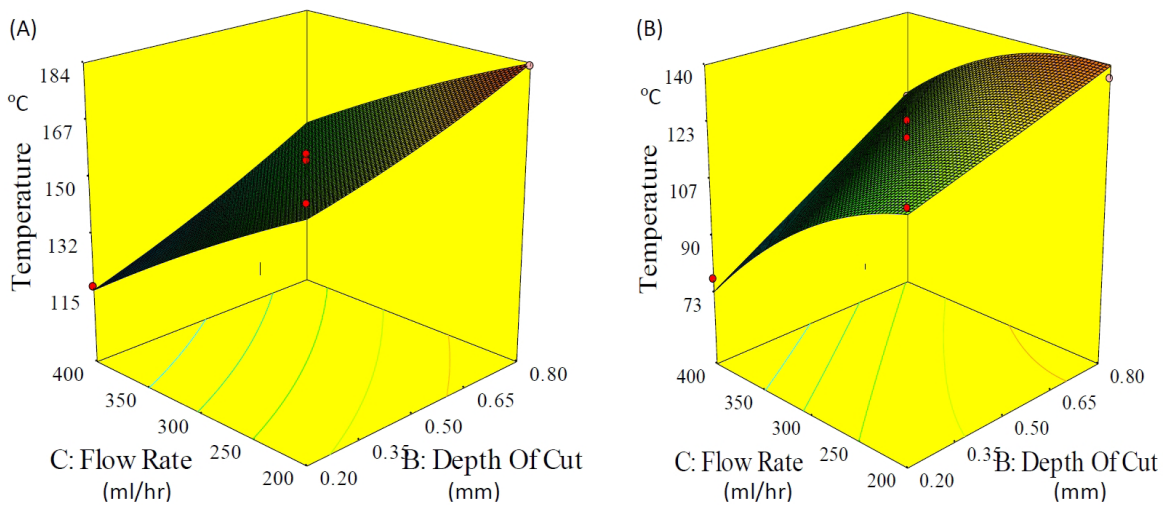 (A)
184
°C
167
150
132
115
Temperature
400
350
300
250
200
C: Flow Rate
(ml/hr)
0.20
0.35
0.50
0.65
0.80
B: Depth Of Cut
(mm)
(B)
140
°C
123
107
90
73
Temperature
400
350
300
250
200
C: Flow Rate
(ml/hr)
0.20
0.35
0.50
0.65
0.80
B: Depth Of Cut
(mm)